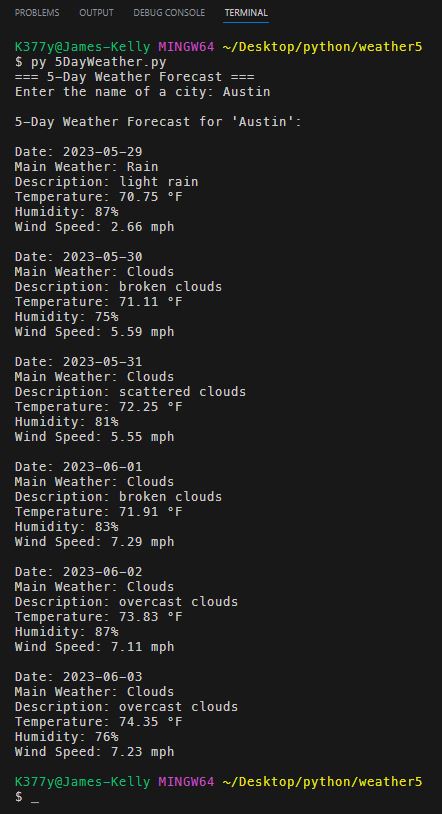 PROBLEMS OUTPUT DEBUG CONSOLE TERMINAL
K377y@James-Kelly MINGW64 ~/Desktop/python/weather5
$ py 5DayWeather.py
=== 5-Day Weather Forecast ===
Enter the name of a city: Austin
5-Day Weather Forecast for 'Austin':
Date: 2023-05-29
Main Weather: Rain
Description: light rain
Temperature: 70.75 °F
Humidity: 87%
Wind Speed: 2.66 mph
Date: 2023-05-30
Main Weather: Clouds
Description: broken clouds
Temperature: 71.11 °F
Humidity: 75%
Wind Speed: 5.59 mph
Date: 2023-05-31
Main Weather: Clouds
Description: scattered clouds
Temperature: 72.25 °F
Humidity: 81%
Wind Speed: 5.55 mph
Date: 2023-06-01
Main Weather: Clouds
Description: broken clouds
Temperature: 71.91 °F
Humidity: 83%
Wind Speed: 7.29 mph
Date: 2023-06-02
Main Weather: Clouds
Description: overcast clouds
Temperature: 73.83 °F
Humidity: 87%
Wind Speed: 7.11 mph
Date: 2023-06-03
Main Weather: Clouds
Description: overcast clouds
Temperature: 74.35 °F
Humidity: 76%
Wind Speed: 7.23 mph
K377y@James-Kelly MINGW64 ~/Desktop/python/weather5
$ _